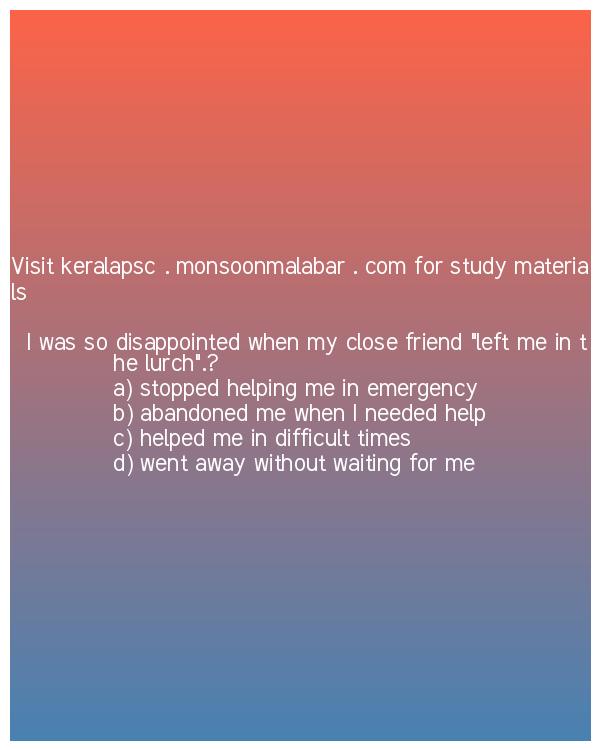 Visit keralapsc . monsoonmalabar . com for study materia
ls
I was so disappointed when my close friend "left me in t
he lurch".?
a) stopped helping me in emergency
b) abandoned me when I needed help
c) helped me in difficult times
d) went away without waiting for me